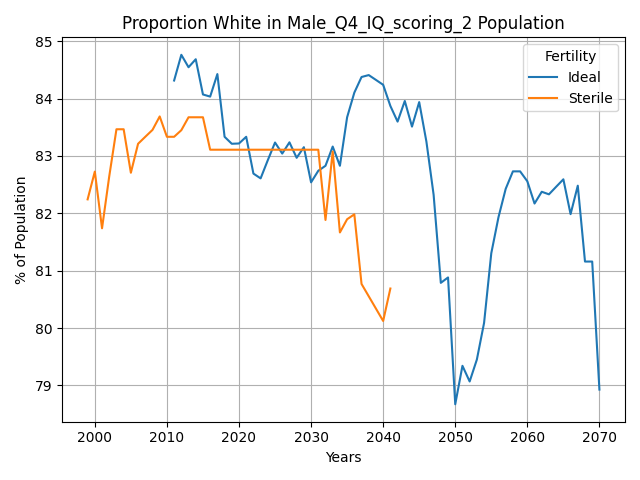 Proportion White in Male_Q4_IQ_scoring_2 Population
Fertility
Ideal
Sterile
% of Population
85
84
83
82
81
80
79
2000
2010
2020
2030
2040
2050
2060
2070
Years